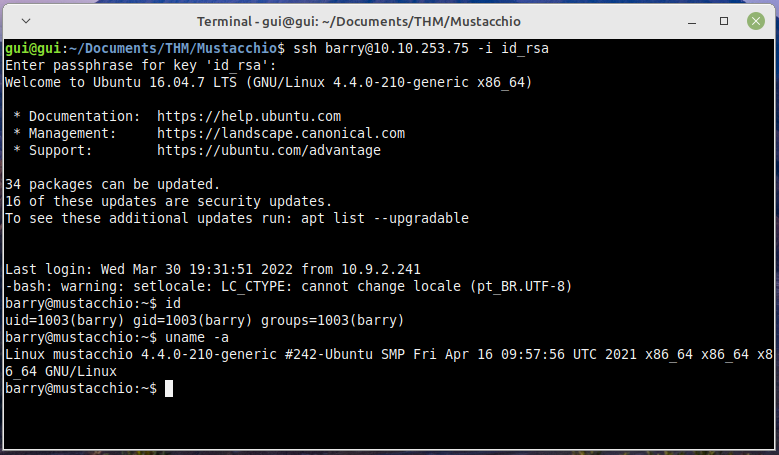 Terminal - gui@gui: ~/Documents/THM/Mustacchio
gui@gui:~/Documents/THM/Mustacchio$ ssh barry@10.10.253.75 -i id_rsa
Enter passphrase for key 'id_rsa':
Welcome to Ubuntu 16.04.7 LTS (GNU/Linux 4.4.0-210-generic x86_64)
* Documentation:  https://help.ubuntu.com
* Management:     https://landscape.canonical.com
* Support:        https://ubuntu.com/advantage
34 packages can be updated.
16 of these updates are security updates.
To see these additional updates run: apt list --upgradable
Last login: Wed Mar 30 19:31:51 2022 from 10.9.2.241
-bash: warning: setlocale: LC_CTYPE: cannot change locale (pt_BR.UTF-8)
barry@mustacchio:~$ id
uid=1003(barry) gid=1003(barry) groups=1003(barry)
barry@mustacchio:~$ uname -a
Linux mustacchio 4.4.0-210-generic #242-Ubuntu SMP Fri Apr 16 09:57:56 UTC 2021 x86_64 x86_64 x8
6_64 GNU/Linux
barry@mustacchio:~$